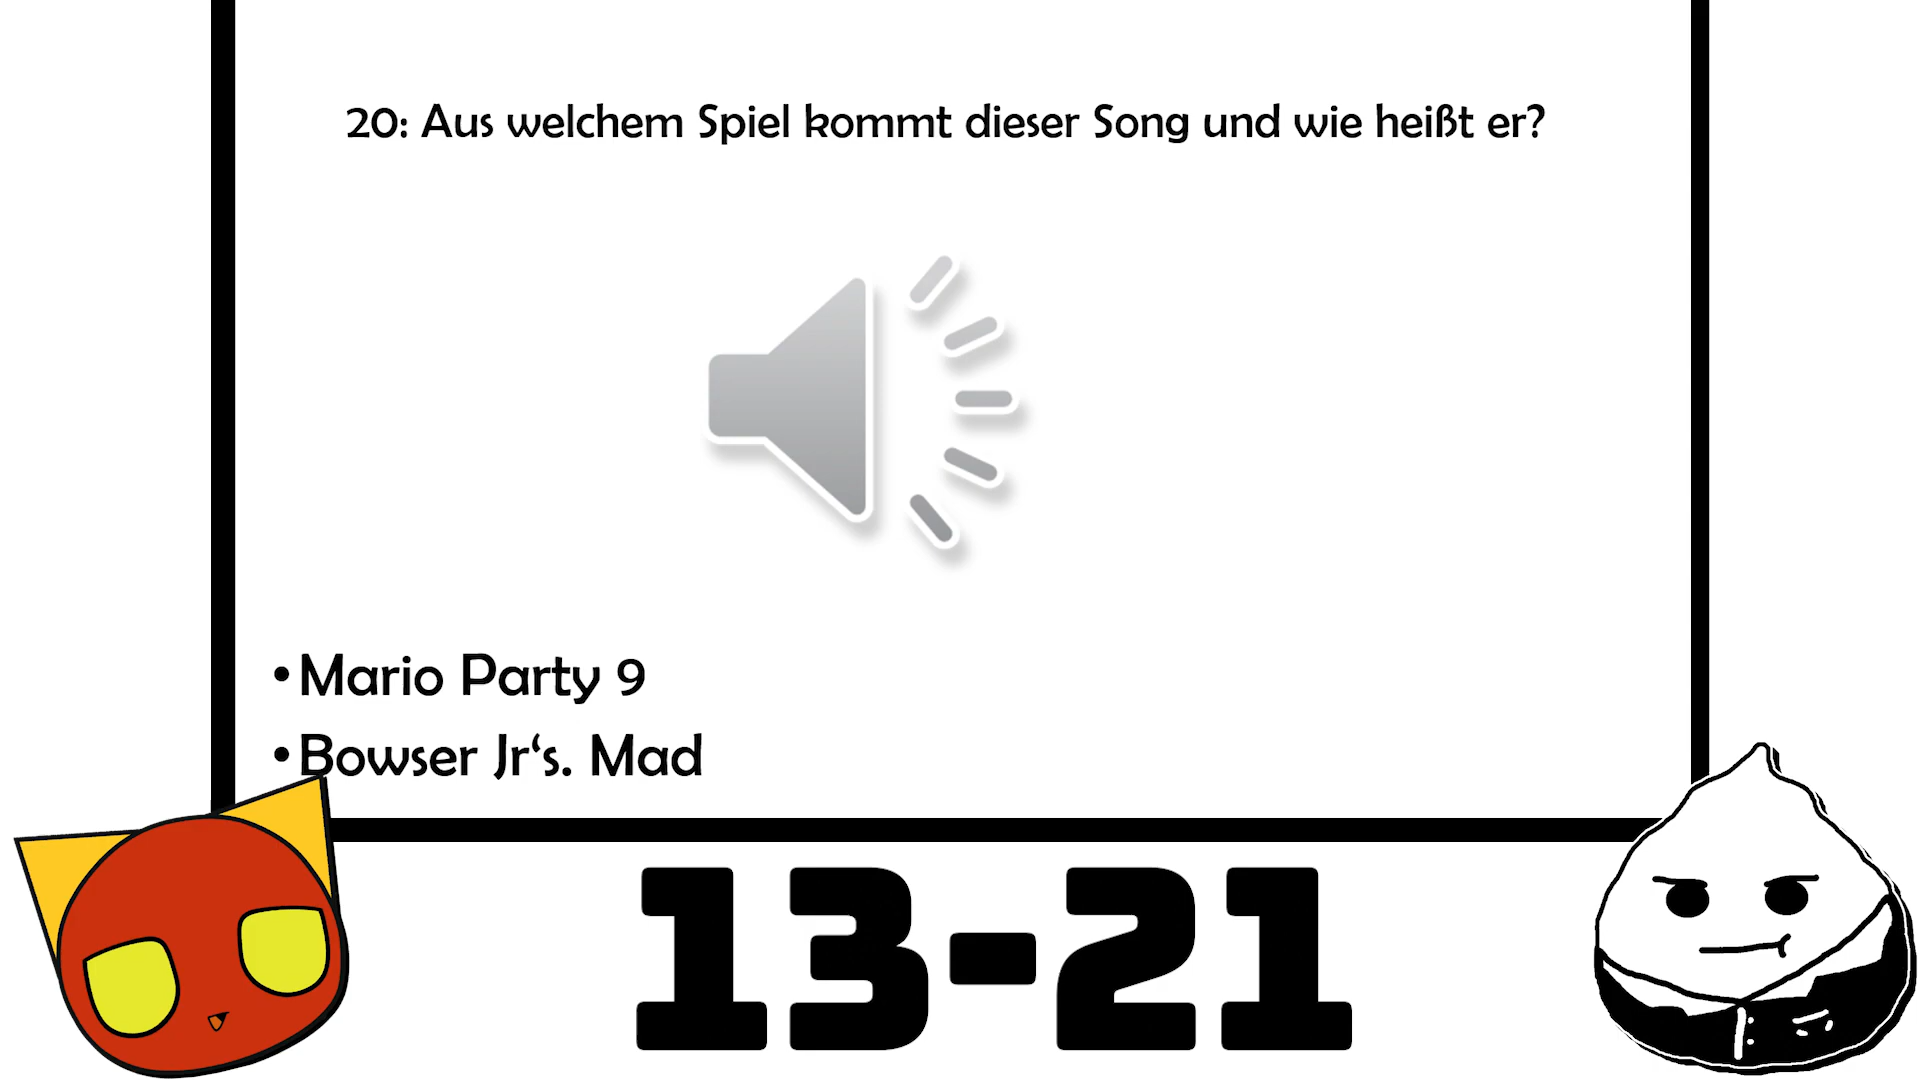 20: Aus welchem Spiel kommt dieser Song und wie heißt er?
•Mario Party 9
•Bowser Jr‘s. Mad
13-21